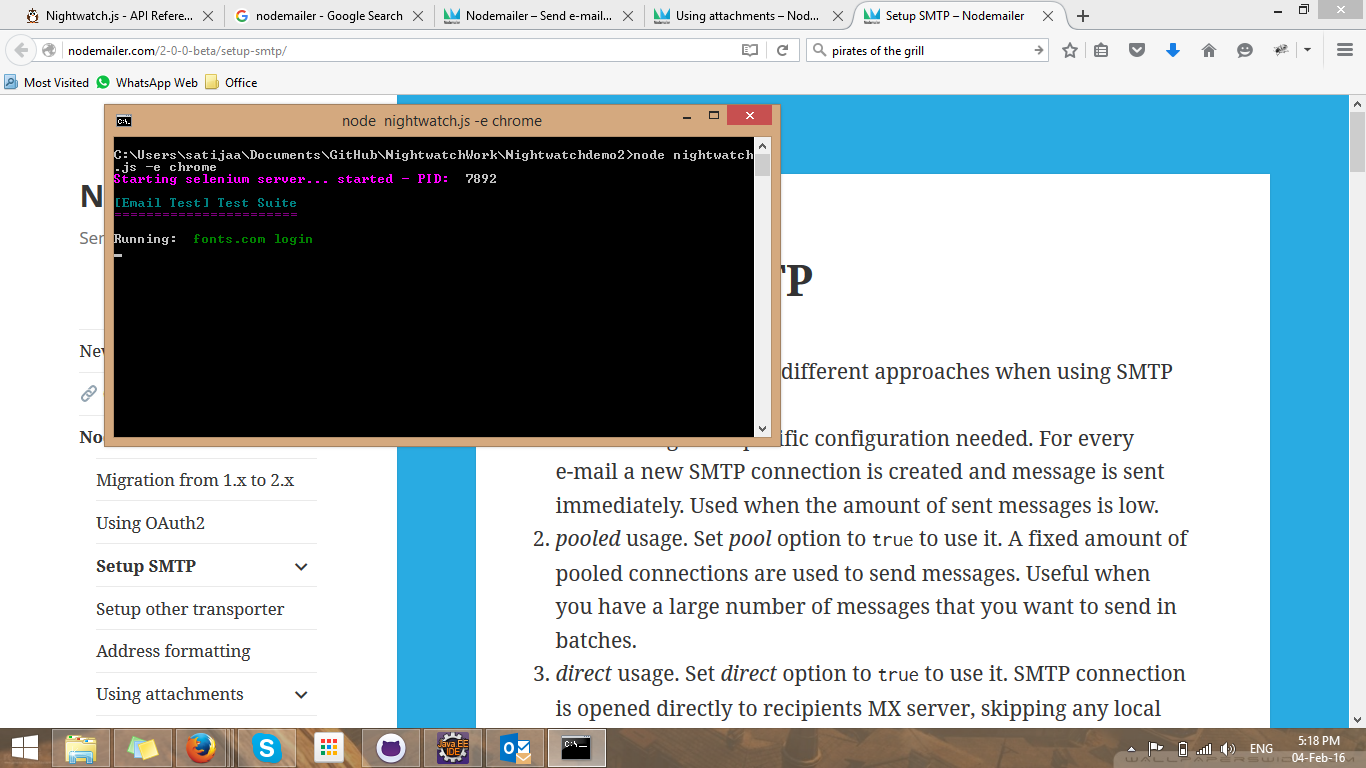 Nightwatch.js - API Refere...
nodemailer - Google Search
Nodemailer – Send e-mail...
Using attachments – Nod...
Setup SMTP – Nodemailer
nodemailer.com/2-0-0-beta/setup-smtp/
pirates of the grill
Most Visited
WhatsApp Web
Office
node nightwatch.js -e chrome
C:\Users\satijaa\Documents\GitHub\NightwatchWork\Nightwatchdemo2>node nightwatch
.js -e chrome
Starting selenium server... started - PID: 7892
[Email Test] Test Suite
=======================
Running: fonts.com login
N
Sen
TP
New
different approaches when using SMTP
No
ific configuration needed. For every
e-mail a new SMTP connection is created and message is sent
immediately. Used when the amount of sent messages is low.
2. pooled usage. Set pool option to true to use it. A fixed amount of
pooled connections are used to send messages. Useful when
you have a large number of messages that you want to send in
batches.
3. direct usage. Set direct option to true to use it. SMTP connection
is opened directly to recipients MX server, skipping any local
Migration from 1.x to 2.x
Using OAuth2
Setup SMTP
Setup other transporter
Address formatting
Using attachments
Java EE
IDE
C:\
ENG
5:18 PM
04-Feb-16